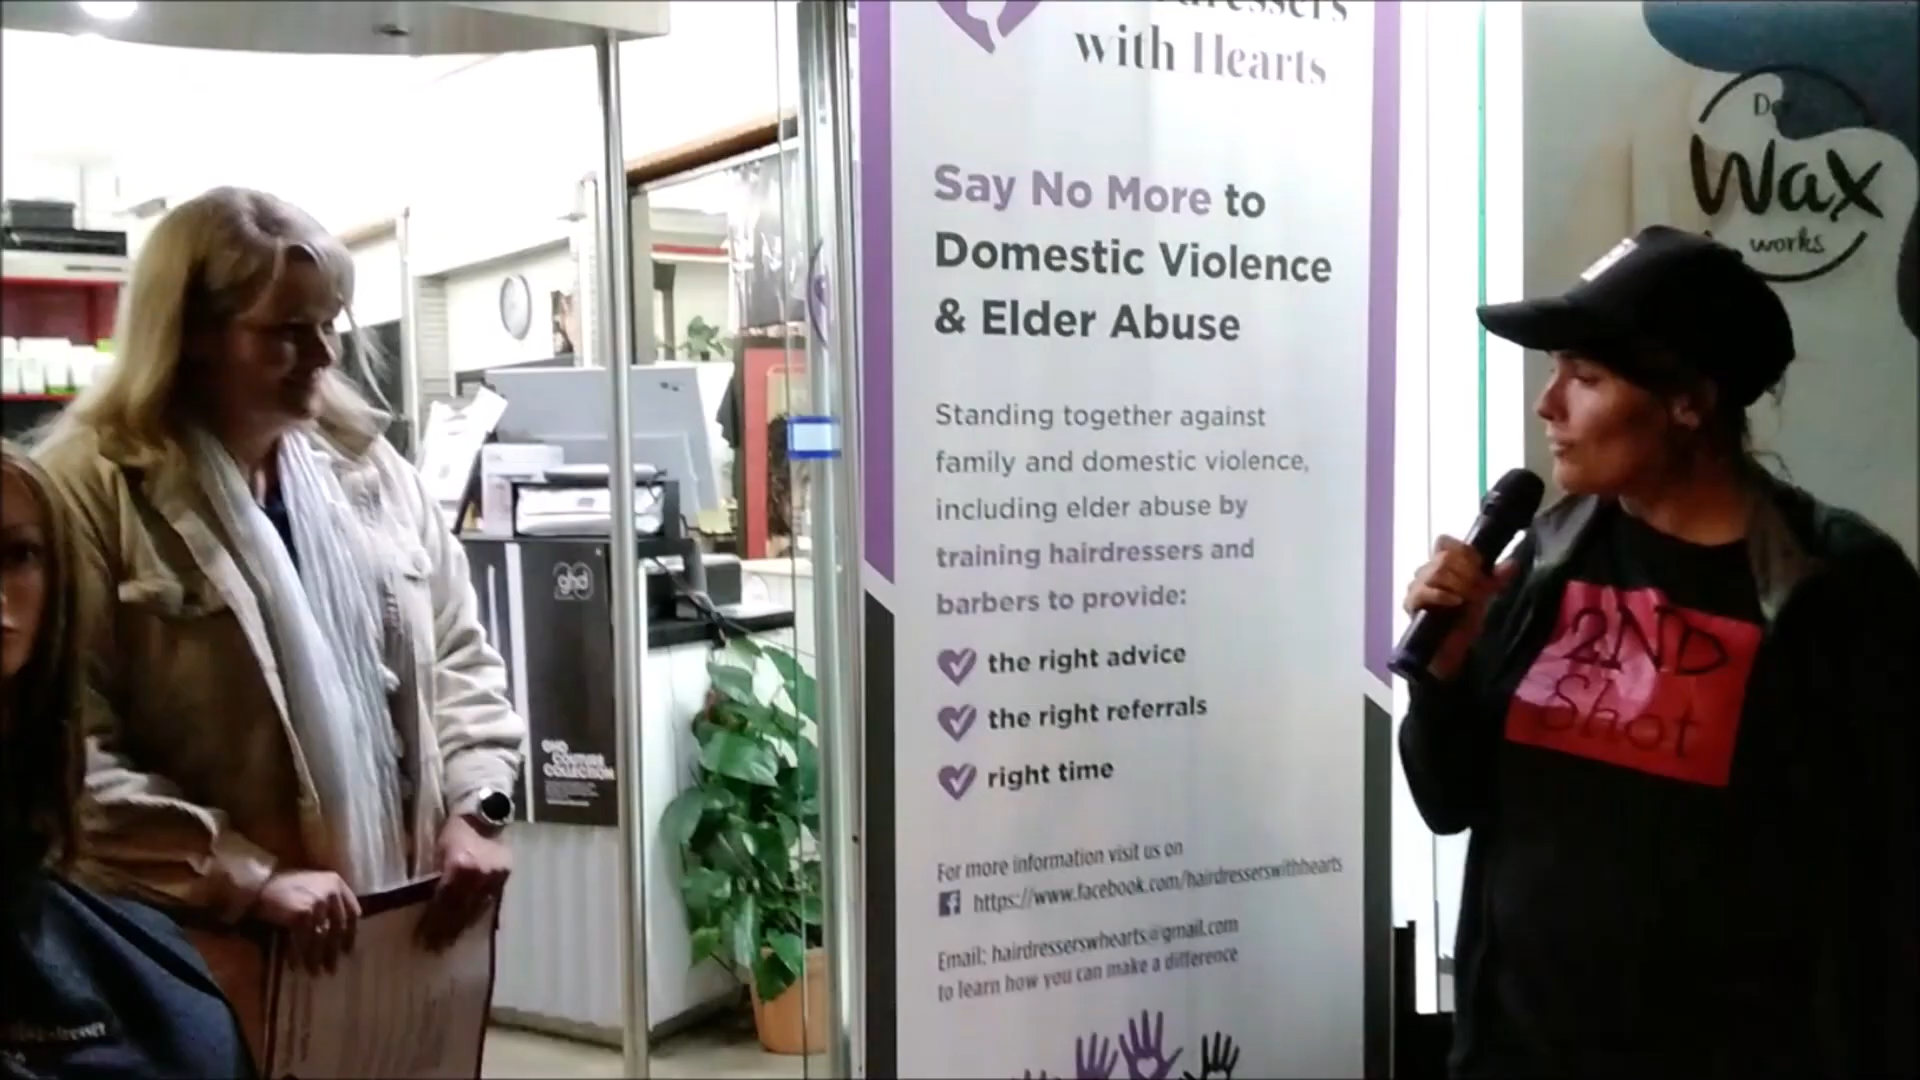 with Hearts
Say No More to
Domestic Violence
& Elder Abuse
Standing together against
family and domestic violence,
including elder abuse by
training hairdressers and
barbers to provide:
the right advice
the right referrals
right time
For more information visit us on
https://www.facebook.com/hairdresserswithhearts
Email: hairdresserswhearts@gmail.com
to learn how you can make a difference
Wax
works
2ND
Shot
ghd
GHD
COUTURE
COLLECTION